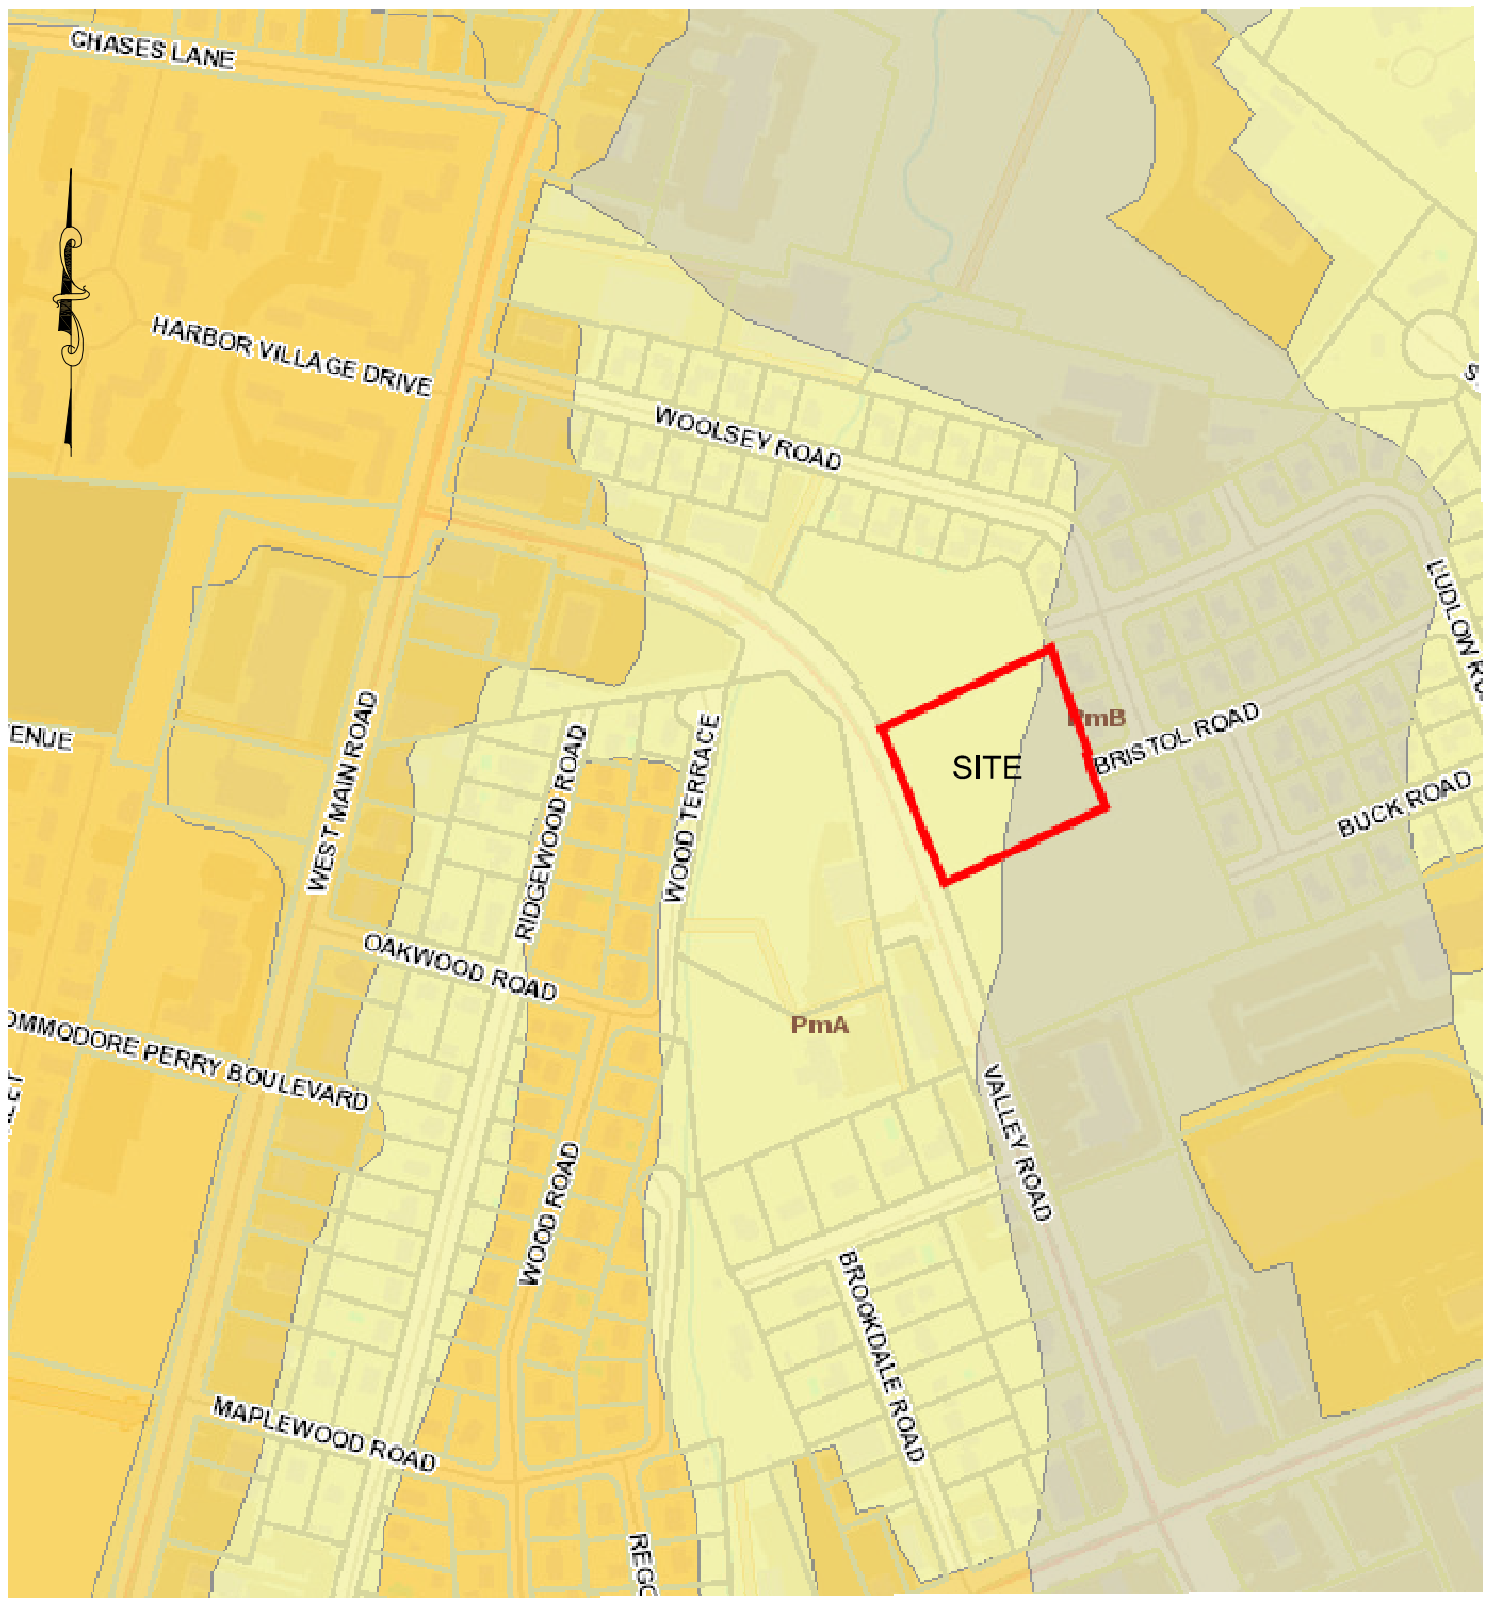 CHASES LANE
HARBOR VILLAGE DRIVE
WOOLSEY ROAD
LUDLOW
PmB
BRISTOL ROAD
SITE
BUCK ROAD
WEST MAIN ROAD
RIDGEWOOD ROAD
WOOD TERRACE
ENUE
OAKWOOD ROAD
PmA
OMMODORE PERRY BOULEVARD
VALLEY ROAD
WOOD ROAD
BROOKDALE ROAD
MAPLEWOOD ROAD